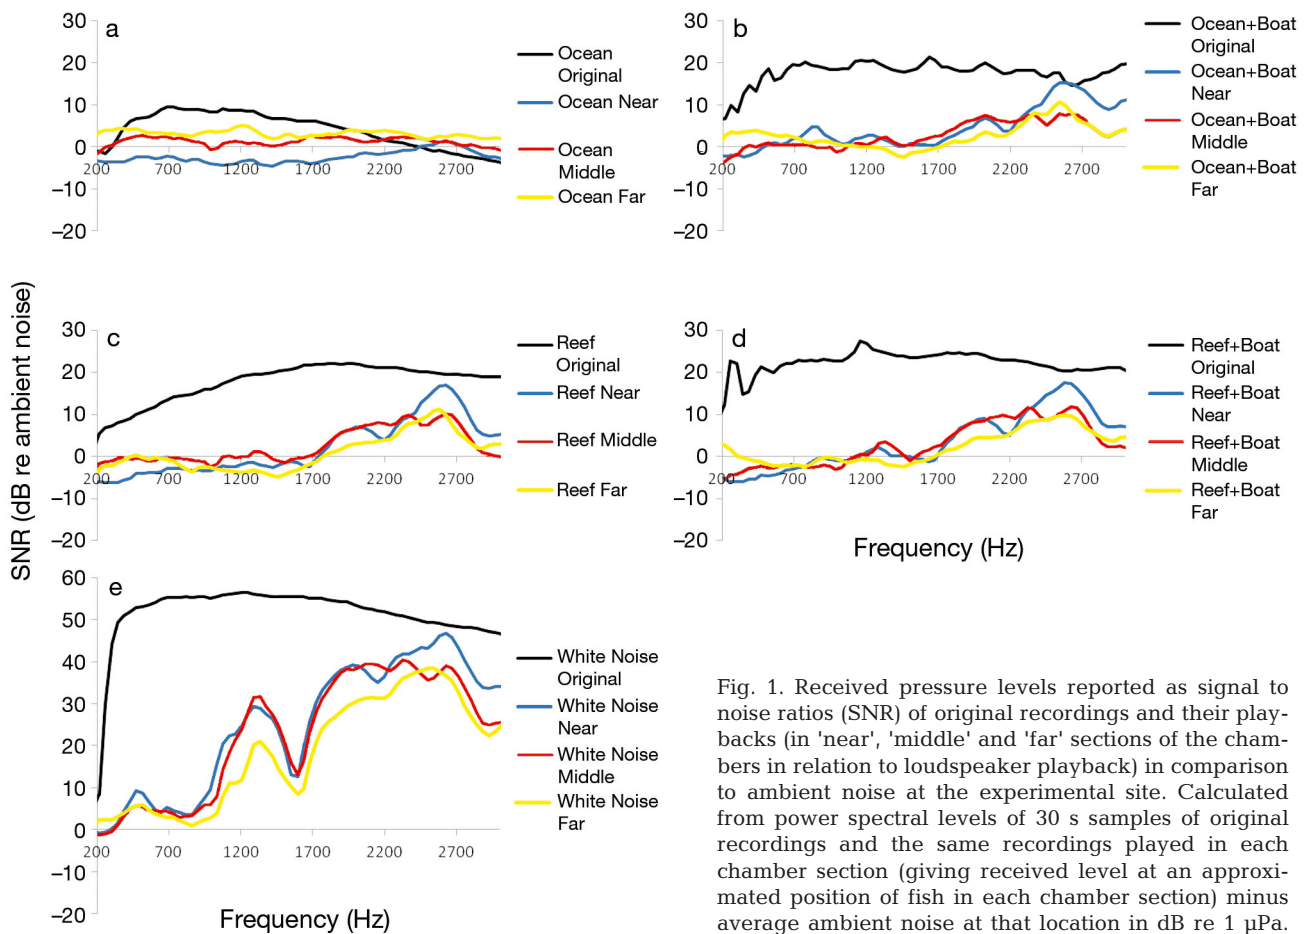 SNR (dB re ambient noise)
a
30
20
10
0
–10
–20
200 700 1200 1700 2200 2700
Ocean
Original
Ocean Near
Ocean
Middle
Ocean Far
b
30
20
10
0
–10
–20
200 700 1200 1700 2200 2700
Ocean+Boat
Original
Ocean+Boat
Near
Ocean+Boat
Middle
Ocean+Boat
Far
c
30
20
10
0
–10
–20
200 700 1200 1700 2200 2700
Reef
Original
Reef Near
Reef Middle
Reef Far
d
30
20
10
0
–10
–20
200 700 1200 1700 2200 2700
Reef+Boat
Original
Reef+Boat
Near
Reef+Boat
Middle
Reef+Boat
Far
Frequency (Hz)
e
60
50
40
30
20
10
0
–10
–20
200 700 1200 1700 2200 2700
White Noise
Original
White Noise
Near
White Noise
Middle
White Noise
Far
Frequency (Hz)
Fig. 1. Received pressure levels reported as signal to
noise ratios (SNR) of original recordings and their play-
backs (in 'near', 'middle' and 'far' sections of the cham-
bers in relation to loudspeaker playback) in comparison
to ambient noise at the experimental site. Calculated
from power spectral levels of 30 s samples of original
recordings and the same recordings played in each
chamber section (giving received level at an approxi-
mated position of fish in each chamber section) minus
average ambient noise at that location in dB re 1 µPa.